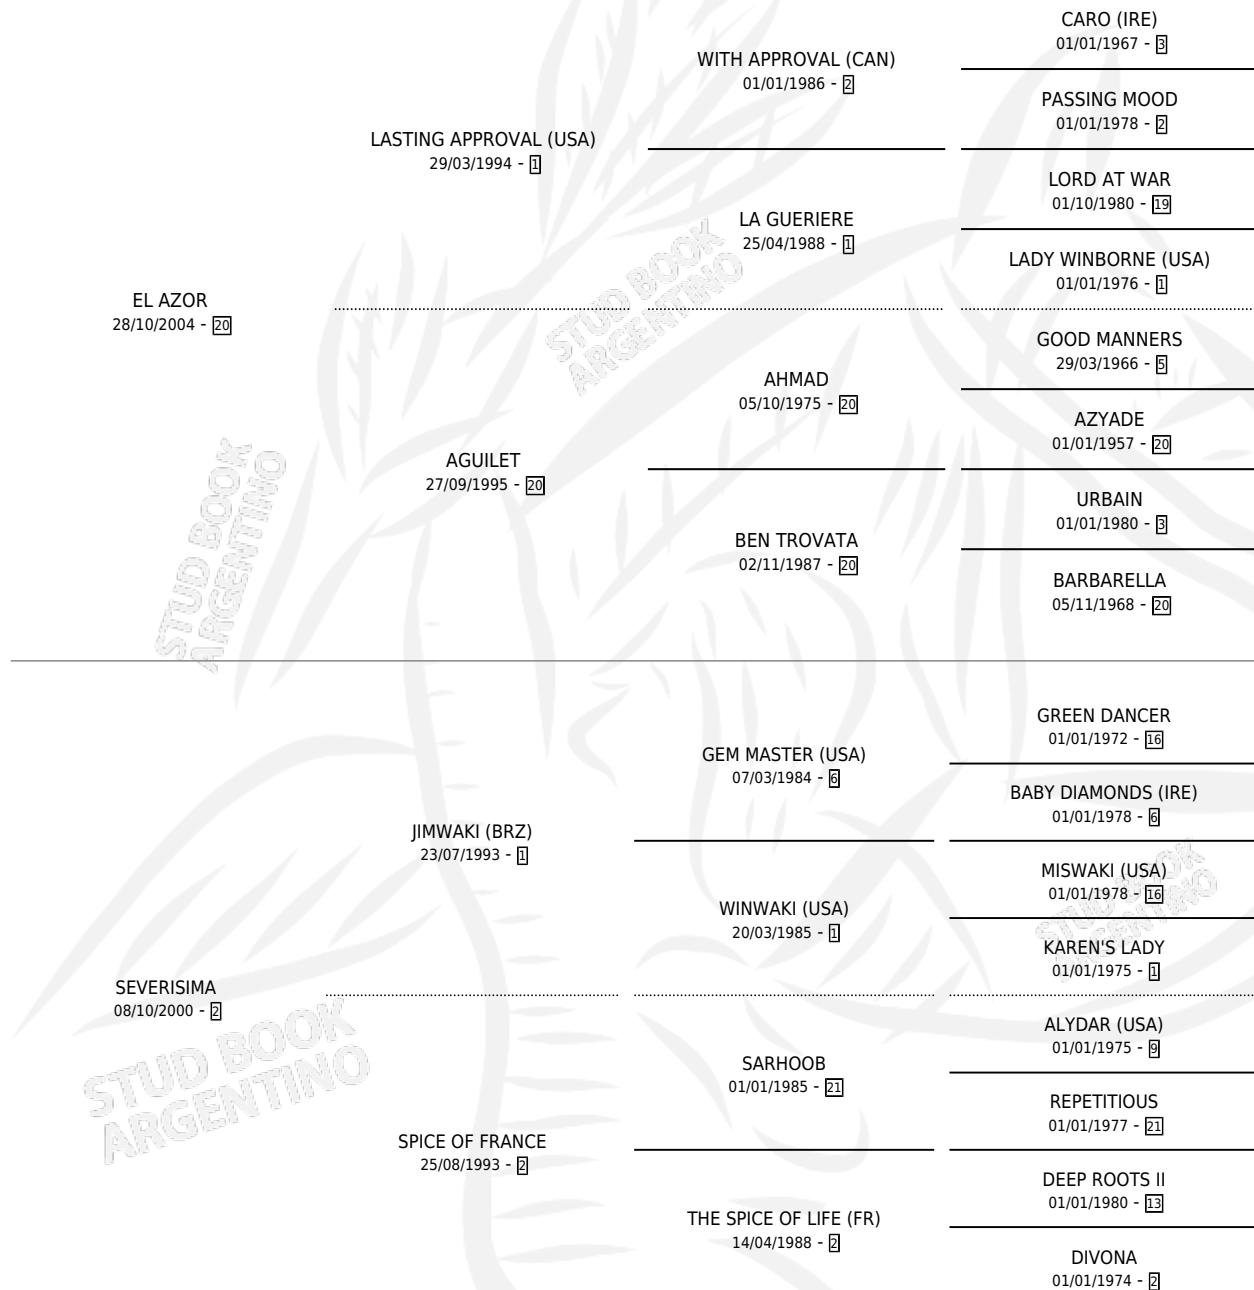 CARO (IRE)
01/01/1967 - 3
WITH APPROVAL (CAN)
01/01/1986 - 2
PASSING MOOD
01/01/1978 - 2
LASTING APPROVAL (USA)
29/03/1994 - 1
LORD AT WAR
01/10/1980 - 19
LA GUERIERE
25/04/1988 - 1
LADY WINBORNE (USA)
01/01/1976 - 1
EL AZOR
28/10/2004 - 20
GOOD MANNERS
29/03/1966 - 5
AHMAD
05/10/1975 - 20
AZYADE
01/01/1957 - 20
AGUILET
27/09/1995 - 20
URBAIN
01/01/1980 - 3
BEN TROVATA
02/11/1987 - 20
BARBARELLA
05/11/1968 - 20
GREEN DANCER
01/01/1972 - 16
GEM MASTER (USA)
07/03/1984 - 6
BABY DIAMONDS (IRE)
01/01/1978 - 6
JIMWAKI (BRZ)
23/07/1993 - 1
MISWAKI (USA)
01/01/1978 - 16
WINWAKI (USA)
20/03/1985 - 1
KAREN'S LADY
01/01/1975 - 1
SEVERISIMA
08/10/2000 - 2
ALYDAR (USA)
01/01/1975 - 9
SARHOOB
01/01/1985 - 21
REPETITIOUS
01/01/1977 - 21
SPICE OF FRANCE
25/08/1993 - 2
DEEP ROOTS II
01/01/1980 - 13
THE SPICE OF LIFE (FR)
14/04/1988 - 2
DIVONA
01/01/1974 - 2
STUD BOOK
ARGENTINO
STUD BOOK
ARGENTINO
STUD BOOK
ARGENTINO
STUD BOOK
ARGENTINO